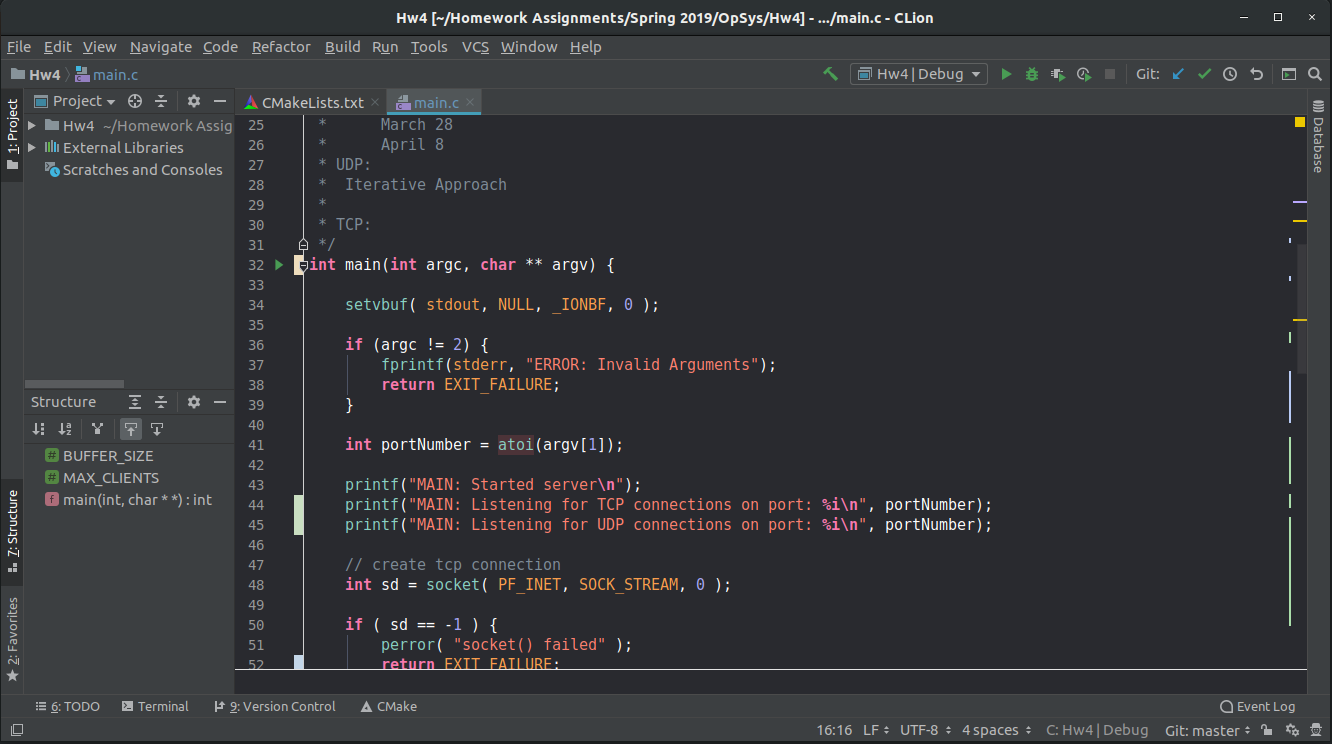 Hw4 [~/Homework Assignments/Spring 2019/OpSys/Hw4] - .../main.c - CLion
File Edit View Navigate Code Refactor Build Run Tools VCS Window Help
Hw4 main.c Hw4 | Debug Git:
1: Project
Project
Hw4 ~/Homework Assig
External Libraries
Scratches and Consoles
Structure
BUFFER_SIZE
MAX_CLIENTS
main(int, char * *) : int
7: Structure
2: Favorites
CMakeLists.txt main.c
25 * March 28
26 * April 8
27 * UDP:
28 * Iterative Approach
29 *
30 * TCP:
31 */
32 int main(int argc, char ** argv) {
33
34 setvbuf( stdout, NULL, _IONBF, 0 );
35
36 if (argc != 2) {
37 fprintf(stderr, "ERROR: Invalid Arguments");
38 return EXIT_FAILURE;
39 }
40
41 int portNumber = atoi(argv[1]);
42
43 printf("MAIN: Started server\n");
44 printf("MAIN: Listening for TCP connections on port: %i\n", portNumber);
45 printf("MAIN: Listening for UDP connections on port: %i\n", portNumber);
46
47 // create tcp connection
48 int sd = socket( PF_INET, SOCK_STREAM, 0 );
49
50 if ( sd == -1 ) {
51 perror( "socket() failed" );
52 return EXIT_FAILURE;
Database
6: TODO Terminal 9: Version Control CMake Event Log
16:16 LF UTF-8 4 spaces C: Hw4 | Debug Git: master